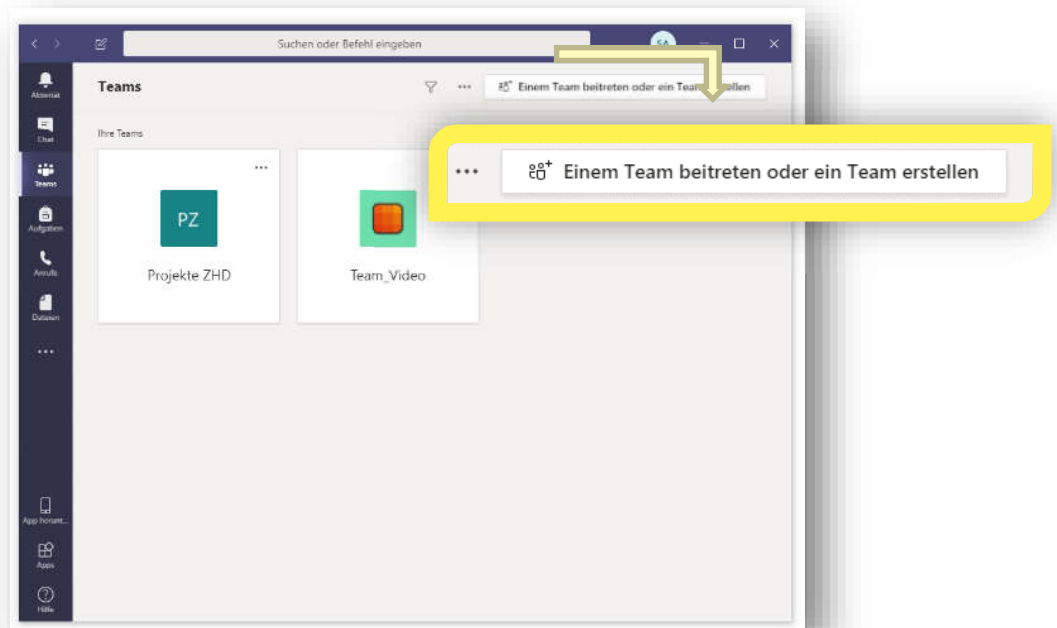 Suchen oder Befehl eingeben
SA
Aktivität
Chat
Teams
Aufgaben
Anrufe
Dateien
App herunt...
Apps
Hilfe
Teams
Einem Team beitreten oder ein Team erstellen
Ihre Teams
PZ
Projekte ZHD
Team_Video
Einem Team beitreten oder ein Team erstellen